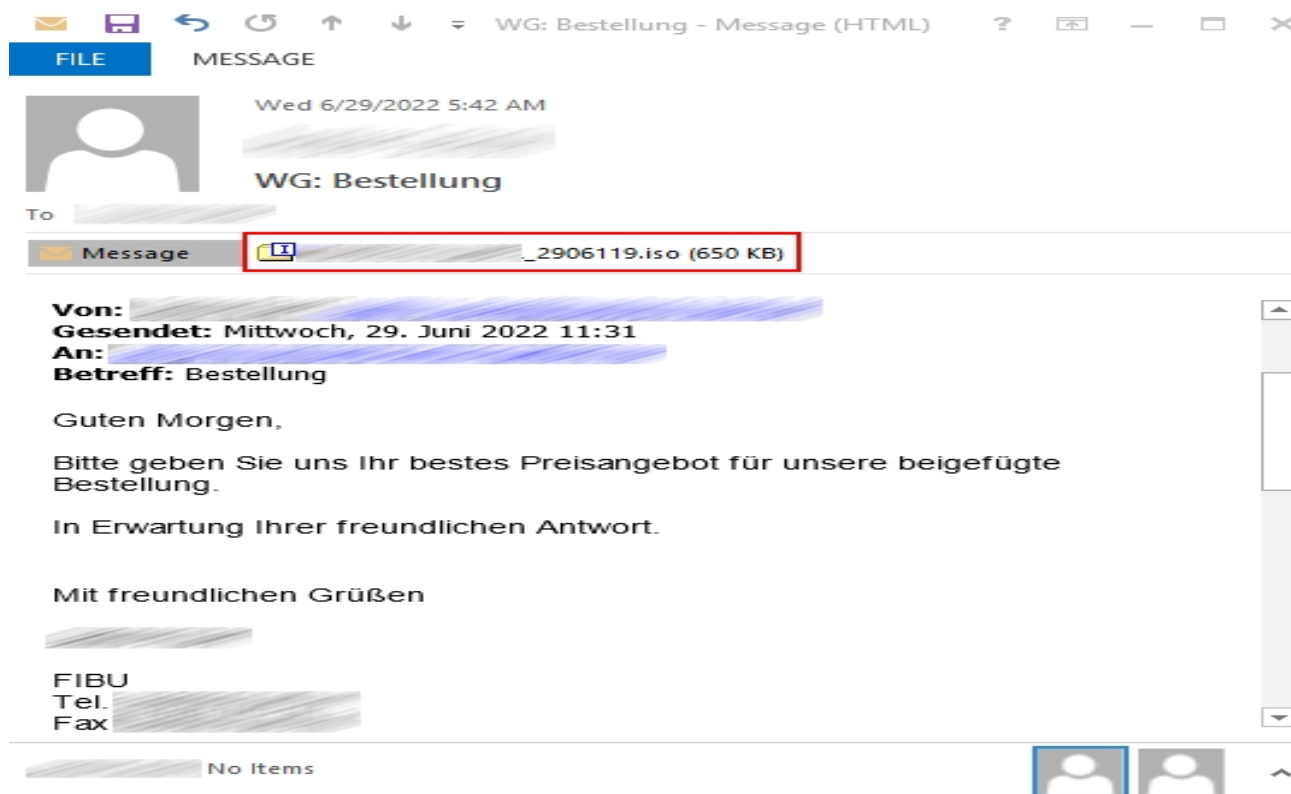 WG: Bestellung - Message (HTML) ?
FILE MESSAGE
Wed 6/29/2022 5:42 AM
WG: Bestellung
To
Message _2906119.iso (650 KB)
Von:
Gesendet: Mittwoch, 29. Juni 2022 11:31
An:
Betreff: Bestellung
Guten Morgen,
Bitte geben Sie uns Ihr bestes Preisangebot für unsere beigefügte
Bestellung.
In Erwartung Ihrer freundlichen Antwort.
Mit freundlichen Grüßen
FIBU
Tel.
Fax
No Items